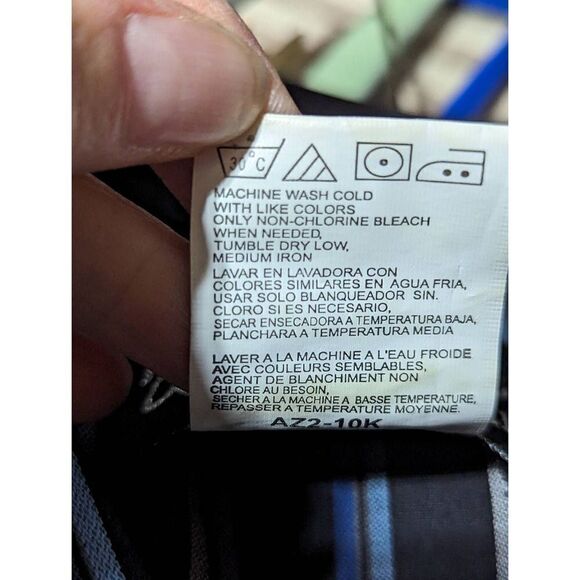 30°C
MACHINE WASH COLD
WITH LIKE COLORS
ONLY NON-CHLORINE BLEACH
WHEN NEEDED,
TUMBLE DRY LOW,
MEDIUM IRON
LAVAR EN LAVADORA CON
COLORES SIMILARES EN AGUA FRIA,
USAR SOLO BLANQUEADOR SIN.
CLORO SI ES NECESARIO,
SECAR ENSECADORA A TEMPERATURA BAJA,
PLANCHARA A TEMPERATURA MEDIA
LAVER A LA MACHINE A L'EAU FROIDE
AVEC COULEURS SEMBLABLES,
AGENT DE BLANCHIMENT NON
CHLORE AU BESOIN,
SECHER A LA MACHINE A BASSE TEMPERATURE,
REPASSER A TEMPERATURE MOYENNE.
AZ2-10K